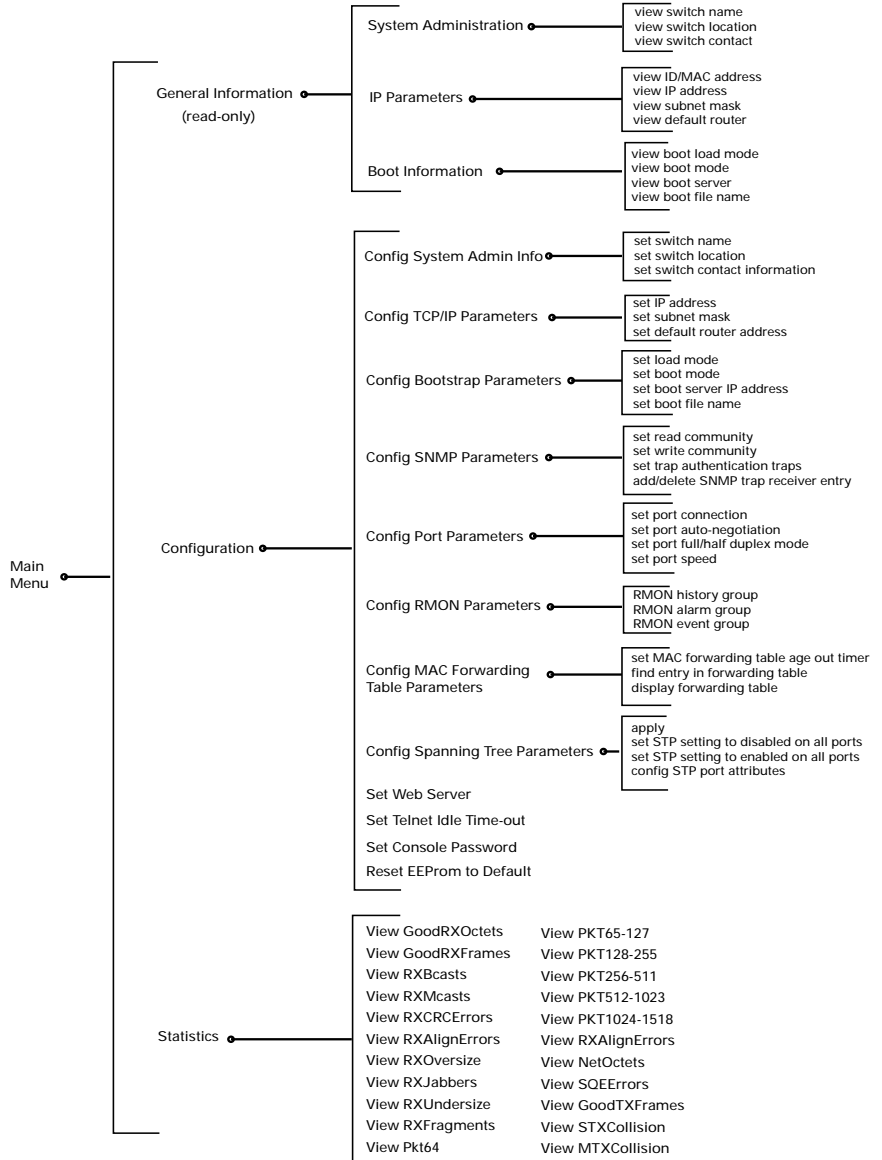 Main
Menu
General Information
(read-only)
System Administration
view switch name
view switch location
view switch contact
IP Parameters
view ID/MAC address
view IP address
view subnet mask
view default router
Boot Information
view boot load mode
view boot mode
view boot server
view boot file name
Configuration
Config System Admin Info
set switch name
set switch location
set switch contact information
Config TCP/IP Parameters
set IP address
set subnet mask
set default router address
Config Bootstrap Parameters
set load mode
set boot mode
set boot server IP address
set boot file name
Config SNMP Parameters
set read community
set write community
set trap authentication traps
add/delete SNMP trap receiver entry
Config Port Parameters
set port connection
set port auto-negotiation
set port full/half duplex mode
set port speed
Config RMON Parameters
RMON history group
RMON alarm group
RMON event group
Config MAC Forwarding
Table Parameters
set MAC forwarding table age out timer
find entry in forwarding table
display forwarding table
Config Spanning Tree Parameters
apply
set STP setting to disabled on all ports
set STP setting to enabled on all ports
config STP port attributes
Set Web Server
Set Telnet Idle Time-out
Set Console Password
Reset EEProm to Default
Statistics
View GoodRXOctets
View GoodRXFrames
View RXBcasts
View RXMcasts
View RXCRCErrors
View RXAlignErrors
View RXOversize
View RXJabbers
View RXUndersize
View RXFragments
View Pkt64
View PKT65-127
View PKT128-255
View PKT256-511
View PKT512-1023
View PKT1024-1518
View RXAlignErrors
View NetOctets
View SQEErrors
View GoodTXFrames
View STXCollision
View MTXCollision